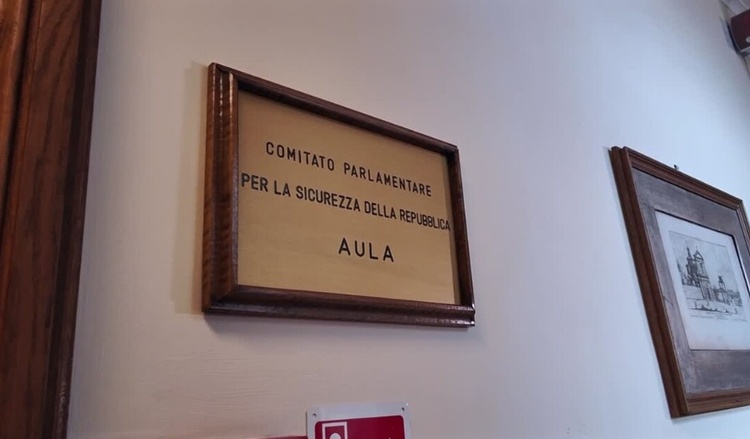 COMITATO PARLAMENTARE
PER LA SICUREZZA DELLA REPUBBLICA
AULA